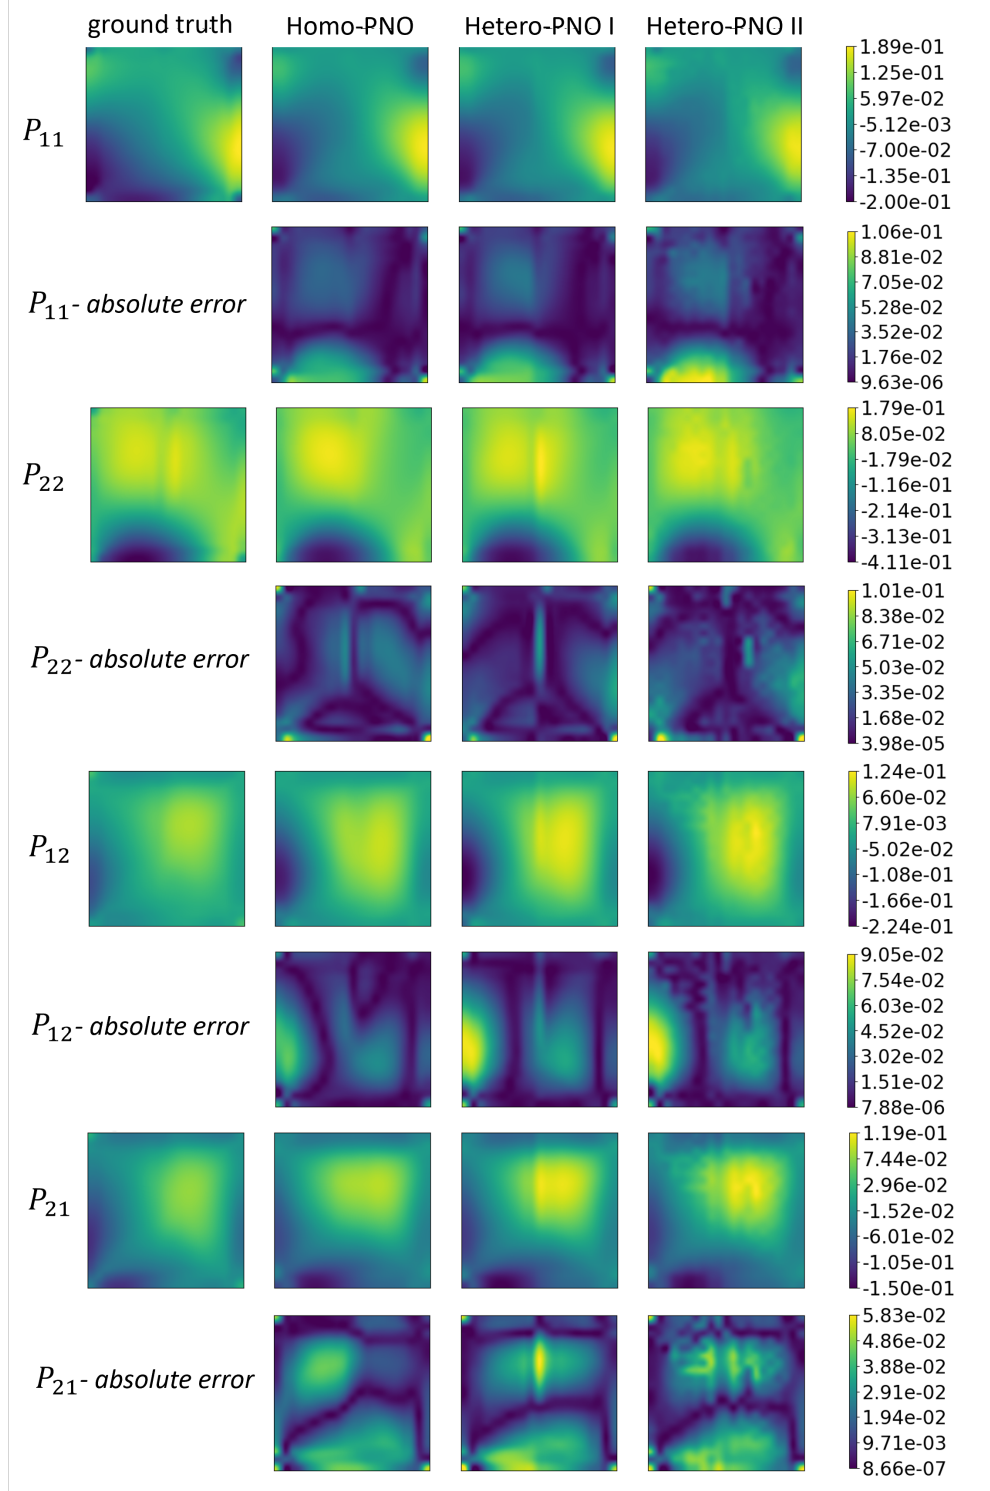 ground truth Homo-PNO Hetero-PNO I Hetero-PNO II
P₁₁
1.89e-01
1.25e-01
5.97e-02
-5.12e-03
-7.00e-02
-1.35e-01
-2.00e-01
P₁₁- absolute error
1.06e-01
8.81e-02
7.05e-02
5.28e-02
3.52e-02
1.76e-02
9.63e-06
P₂₂
1.79e-01
8.05e-02
-1.79e-02
-1.16e-01
-2.14e-01
-3.13e-01
-4.11e-01
P₂₂- absolute error
1.01e-01
8.38e-02
6.71e-02
5.03e-02
3.35e-02
1.68e-02
3.98e-05
P₁₂
1.24e-01
6.60e-02
7.91e-03
-5.02e-02
-1.08e-01
-1.66e-01
-2.24e-01
P₁₂- absolute error
9.05e-02
7.54e-02
6.03e-02
4.52e-02
3.02e-02
1.51e-02
7.88e-06
P₂₁
1.19e-01
7.44e-02
2.96e-02
-1.52e-02
-6.01e-02
-1.05e-01
-1.50e-01
P₂₁- absolute error
5.83e-02
4.86e-02
3.88e-02
2.91e-02
1.94e-02
9.71e-03
8.66e-07